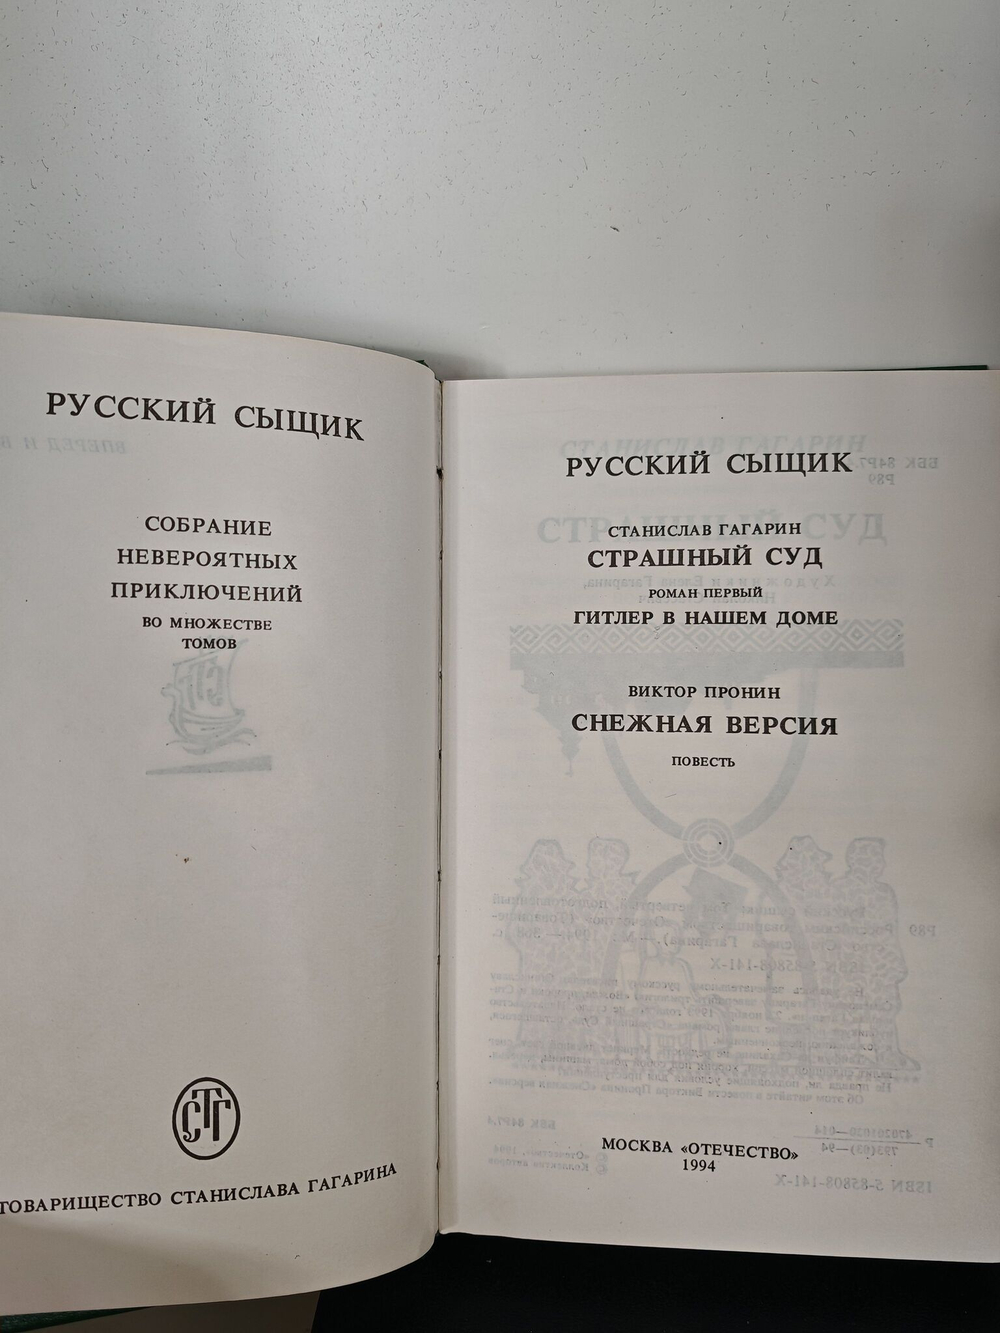 РУССКИЙ СЫЩИК
СОБРАНИЕ
НЕВЕРОЯТНЫХ
ПРИКЛЮЧЕНИЙ
ВО МНОЖЕСТВЕ
ТОМОВ
СТГ
ТОВАРИЩЕСТВО СТАНИСЛАВА ГАГАРИНА
РУССКИЙ СЫЩИК
СТАНИСЛАВ ГАГАРИН
СТРАШНЫЙ СУД
РОМАН ПЕРВЫЙ
ГИТЛЕР В НАШЕМ ДОМЕ
ВИКТОР ПРОНИН
СНЕЖНАЯ ВЕРСИЯ
ПОВЕСТЬ
МОСКВА «ОТЕЧЕСТВО»
1994